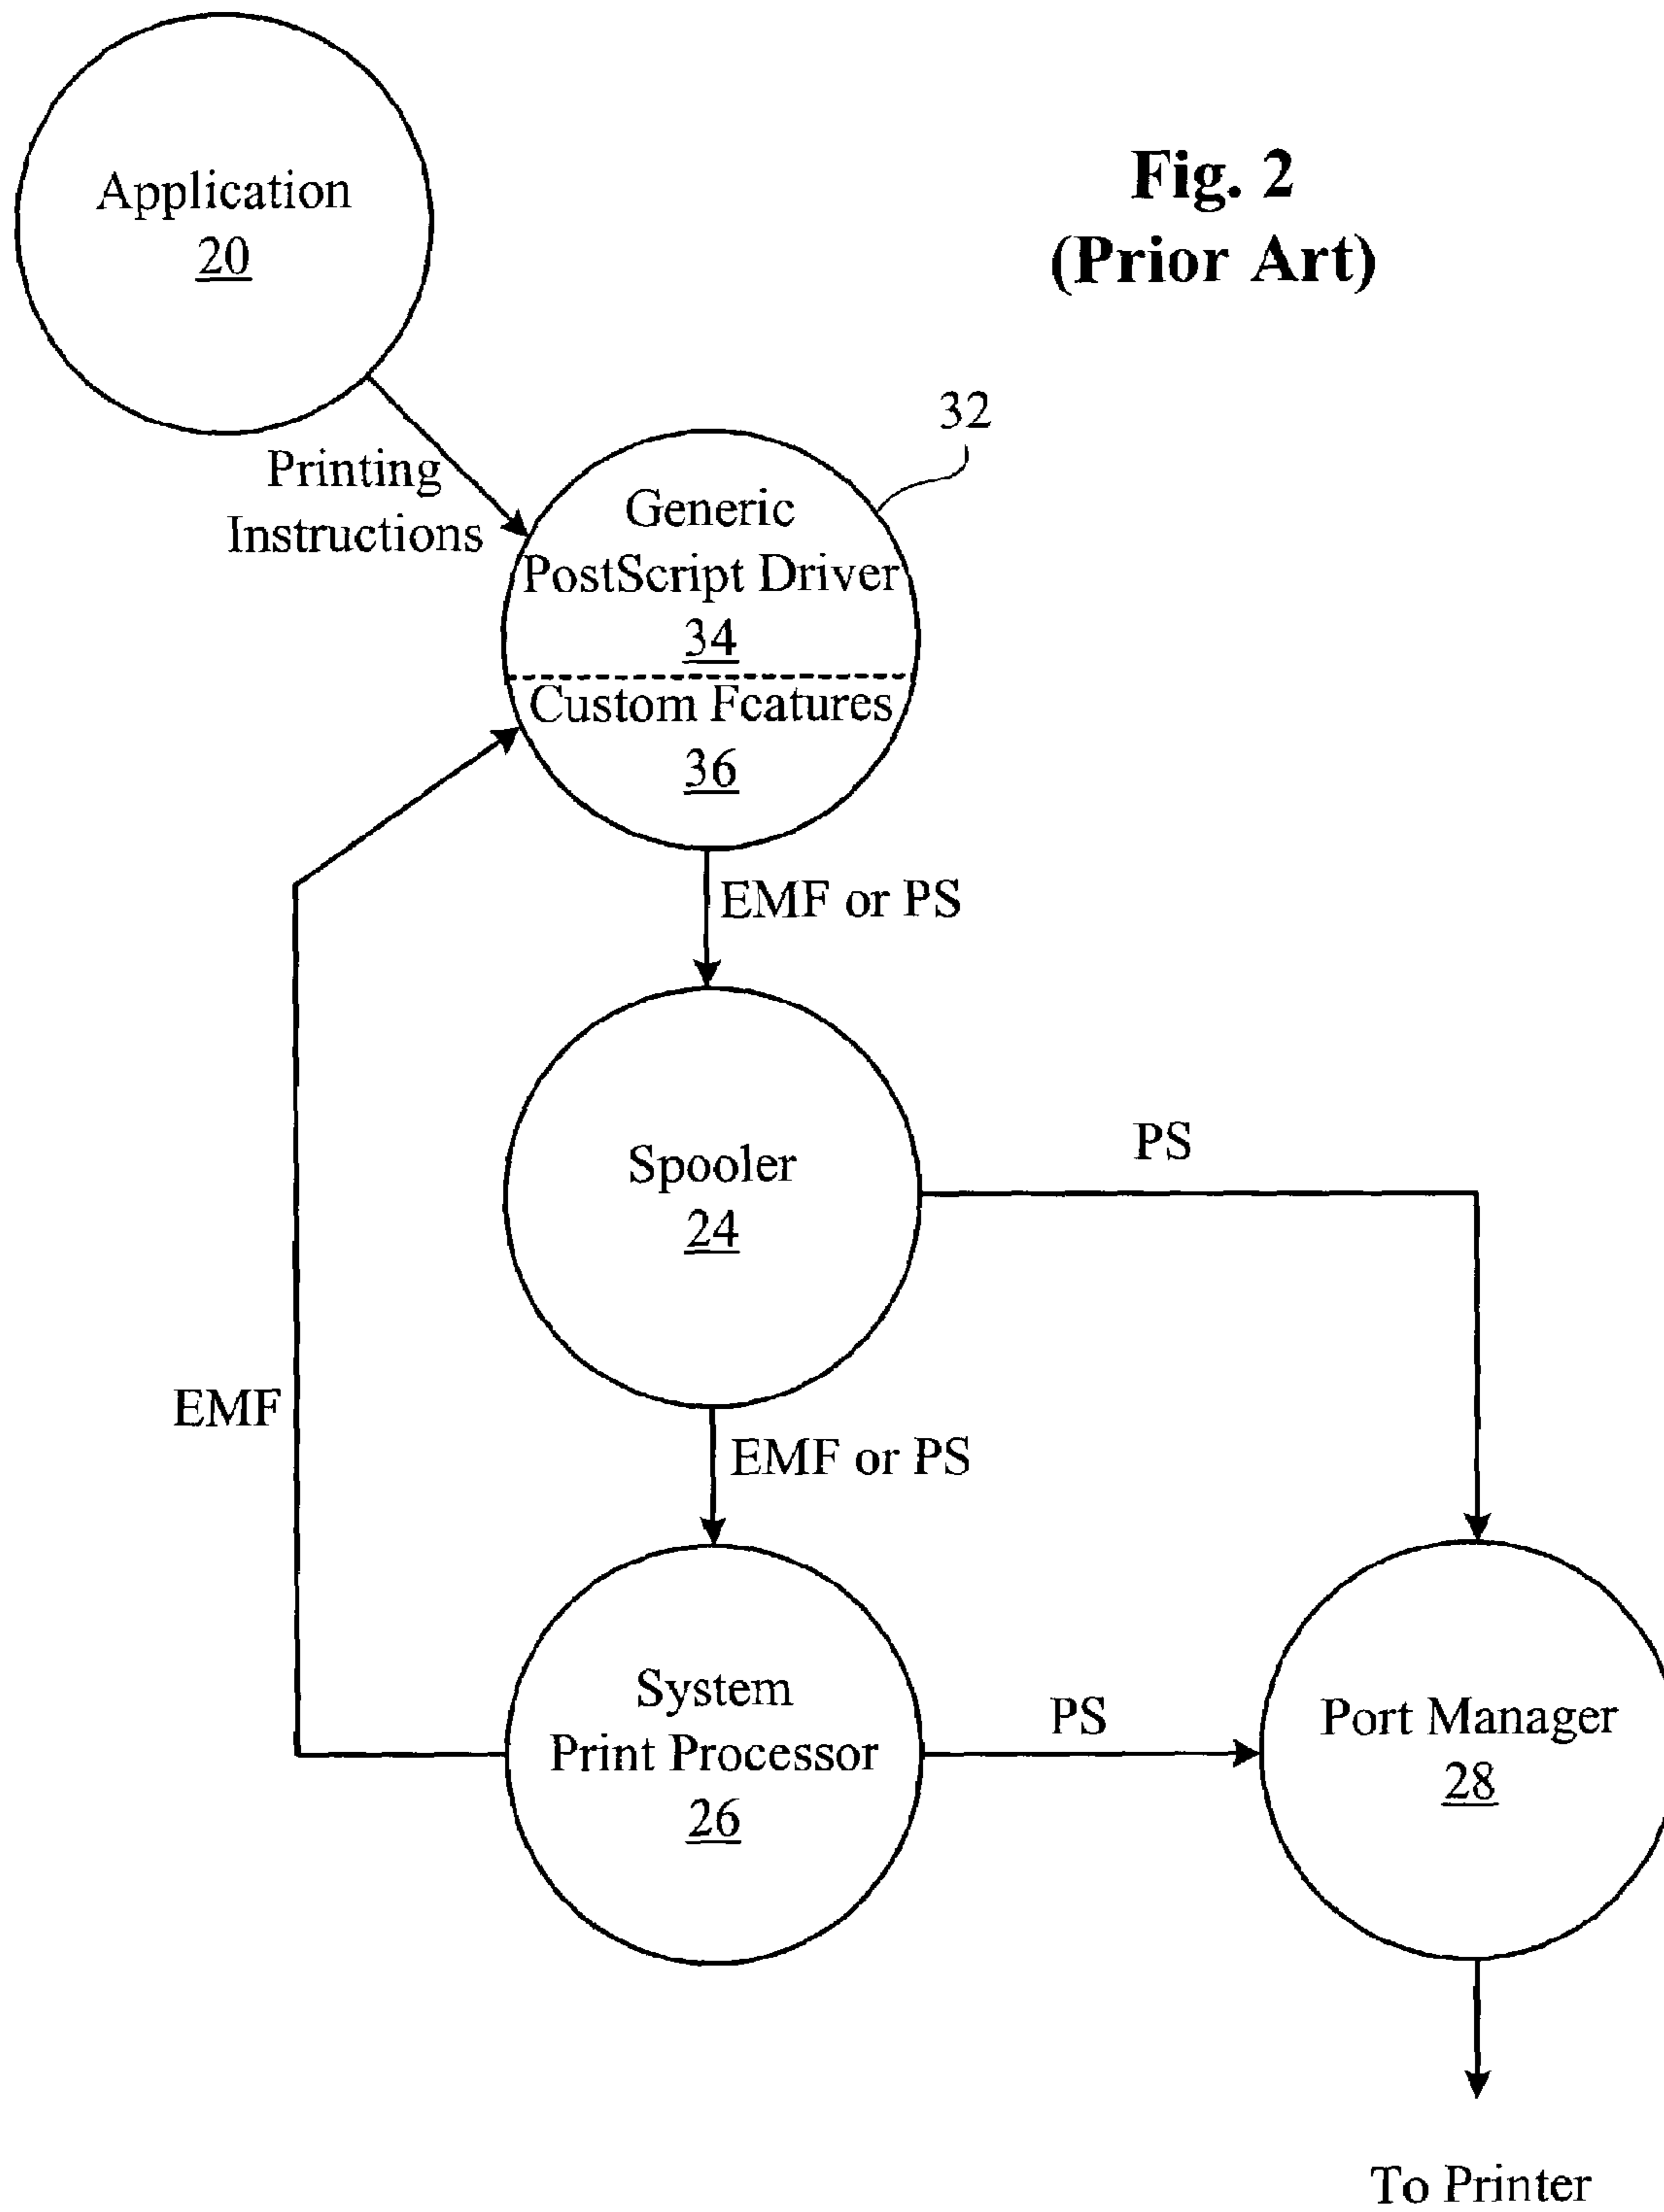 Fig. 2
(Prior Art)
Application
20
Printing
Instructions
32
Generic
PostScript Driver
34
Custom Features
36
EMF or PS
Spooler
24
PS
EMF
EMF or PS
System
Print Processor
26
PS
Port Manager
28
To Printer